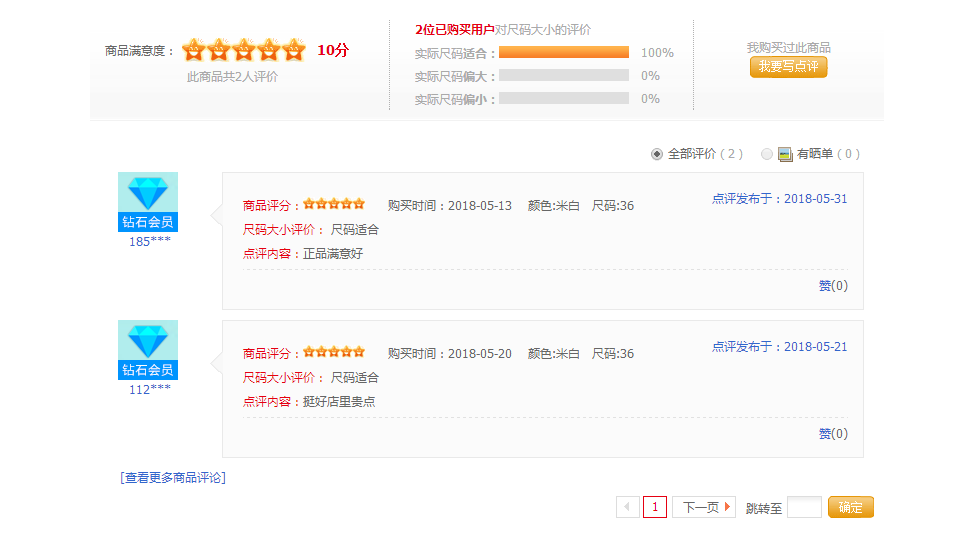 商品满意度： 10分
此商品共2人评价
2位已购买用户对尺码大小的评价
实际尺码适合： 100%
实际尺码偏大： 0%
实际尺码偏小： 0%
我购买过此商品
我要写点评
全部评价（2） 有晒单（0）
钻石会员
185***
商品评分： 购买时间：2018-05-13 颜色:米白 尺码:36 点评发布于：2018-05-31
尺码大小评价： 尺码适合
点评内容：正品满意好
赞(0)
钻石会员
112***
商品评分： 购买时间：2018-05-20 颜色:米白 尺码:36 点评发布于：2018-05-21
尺码大小评价： 尺码适合
点评内容：挺好店里卖点
赞(0)
[查看更多商品评论]
1 下一页 跳转至 确定